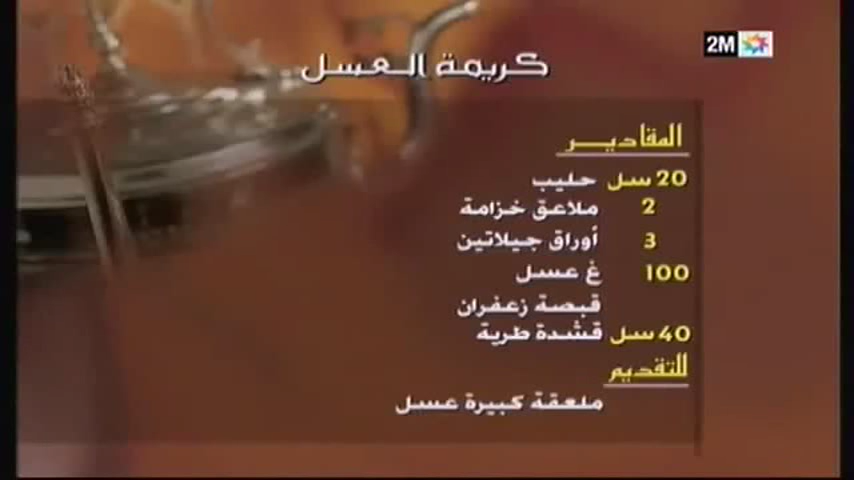 2M
كريمة العسل
المقادير
20 سل حليب
2 ملاعق خزامة
3 أوراق جيلاتين
100 غ عسل
قبصة زعفران
40 سل قشدة طرية
للتقديم
ملعقة كبيرة عسل